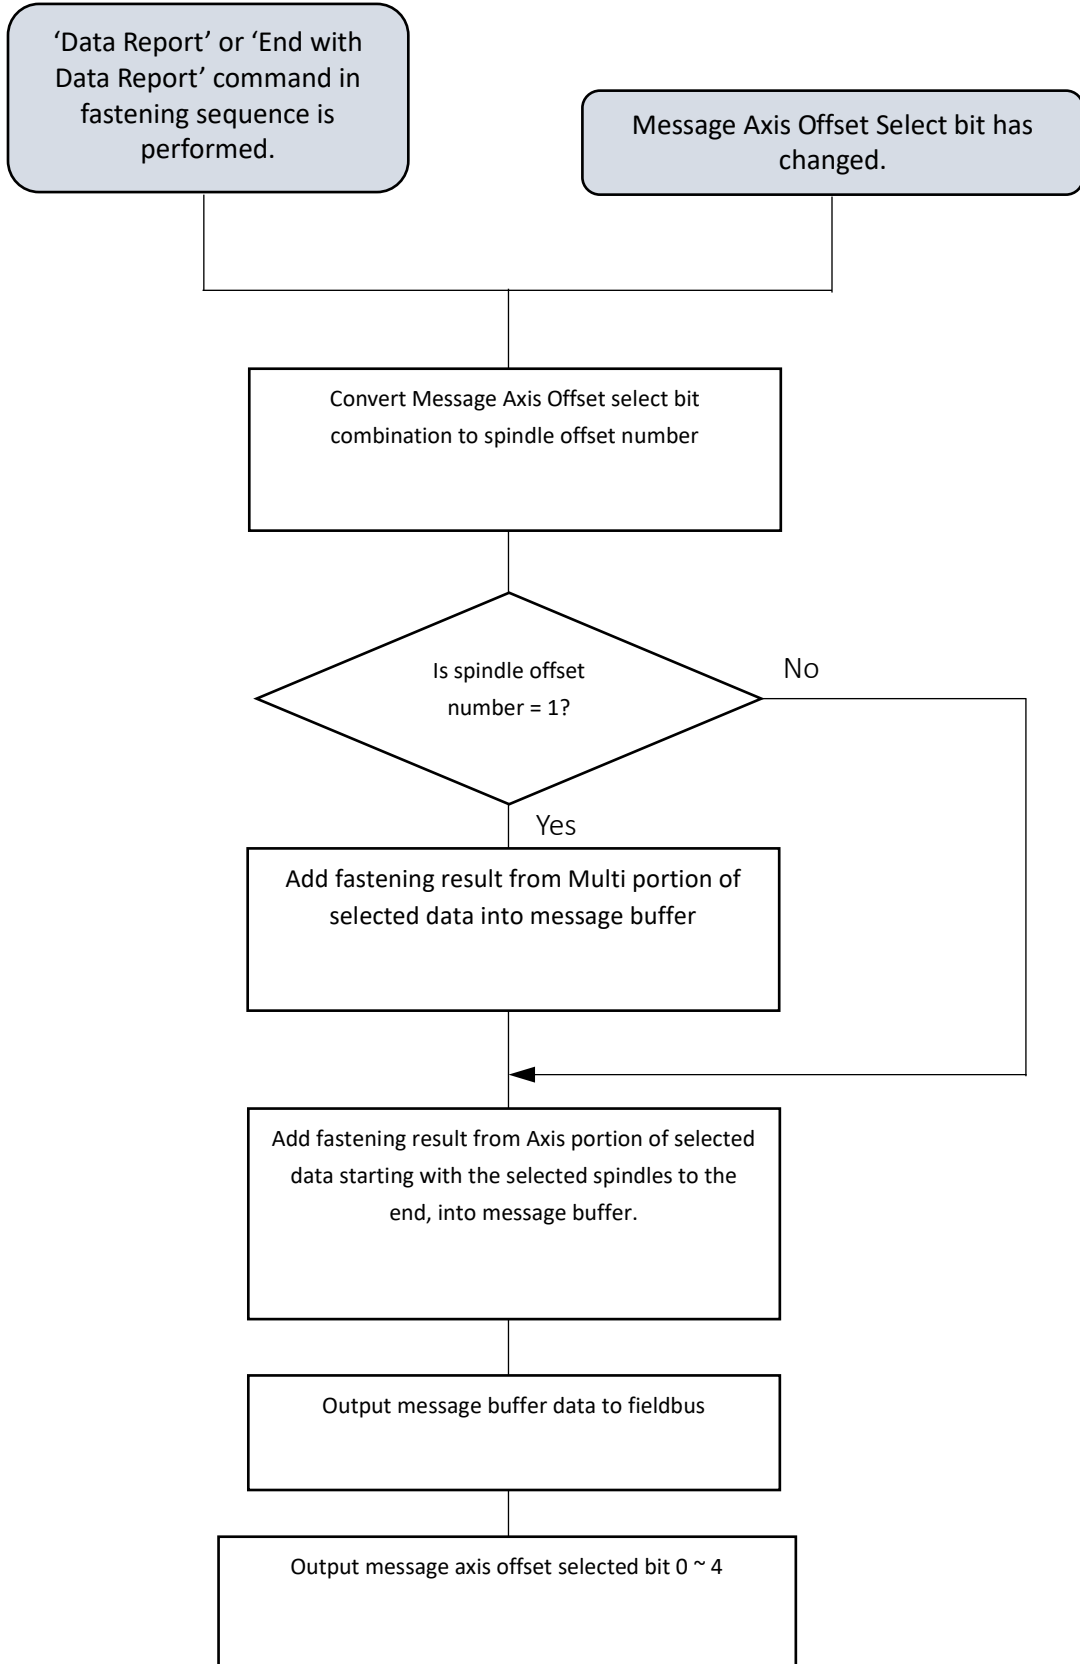 ‘Data Report’ or ‘End with
Data Report’ command in
fastening sequence is
performed.
Message Axis Offset Select bit has
changed.
Convert Message Axis Offset select bit
combination to spindle offset number
Is spindle offset
number = 1?
No
Yes
Add fastening result from Multi portion of
selected data into message buffer
Add fastening result from Axis portion of selected
data starting with the selected spindles to the
end, into message buffer.
Output message buffer data to fieldbus
Output message axis offset selected bit 0 ~ 4